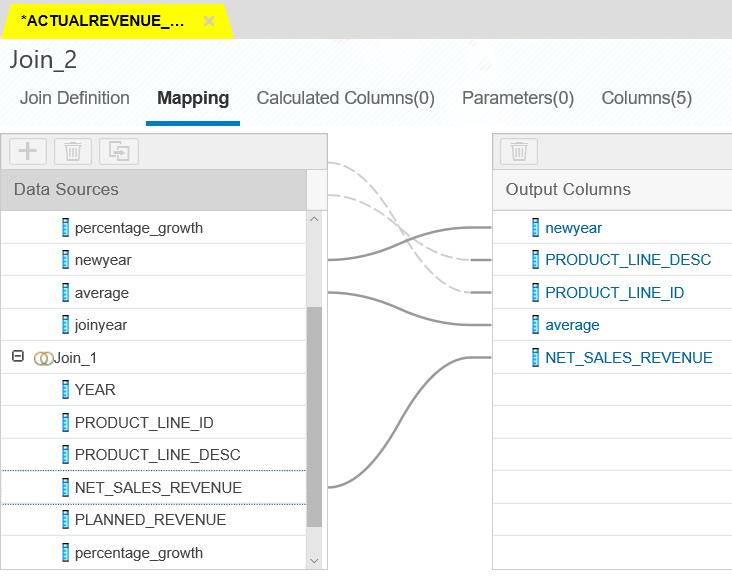 *ACTUALREVENUE_... ×
Join_2
Join Definition Mapping Calculated Columns(0) Parameters(0) Columns(5)
Data Sources
percentage_growth
newyear
average
joinyear
Join_1
YEAR
PRODUCT_LINE_ID
PRODUCT_LINE_DESC
NET_SALES_REVENUE
PLANNED_REVENUE
percentage_growth
Output Columns
newyear
PRODUCT_LINE_DESC
PRODUCT_LINE_ID
average
NET_SALES_REVENUE